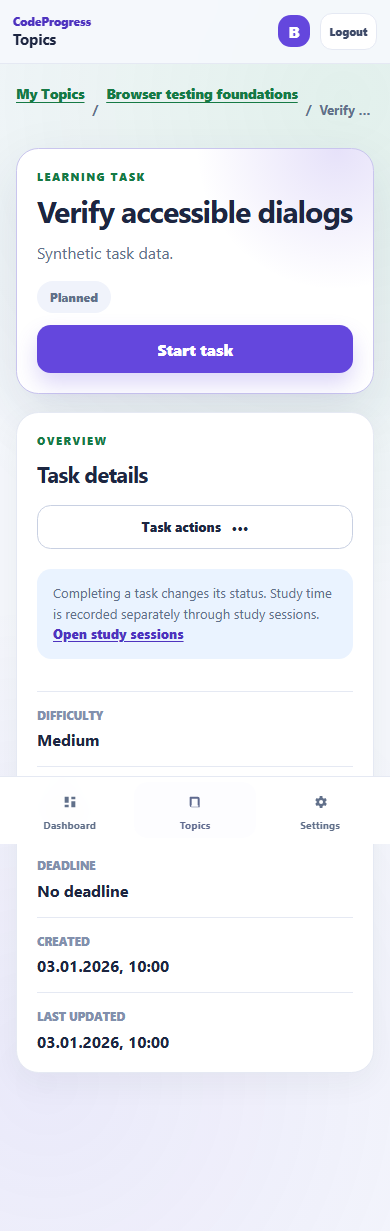 CodeProgress
Topics
B
Logout
My Topics / Browser testing foundations / Verify ...
LEARNING TASK
Verify accessible dialogs
Synthetic task data.
Planned
Start task
OVERVIEW
Task details
Task actions •••
Completing a task changes its status. Study time
is recorded separately through study sessions.
Open study sessions
DIFFICULTY
Medium
Dashboard
Topics
Settings
DEADLINE
No deadline
CREATED
03.01.2026, 10:00
LAST UPDATED
03.01.2026, 10:00